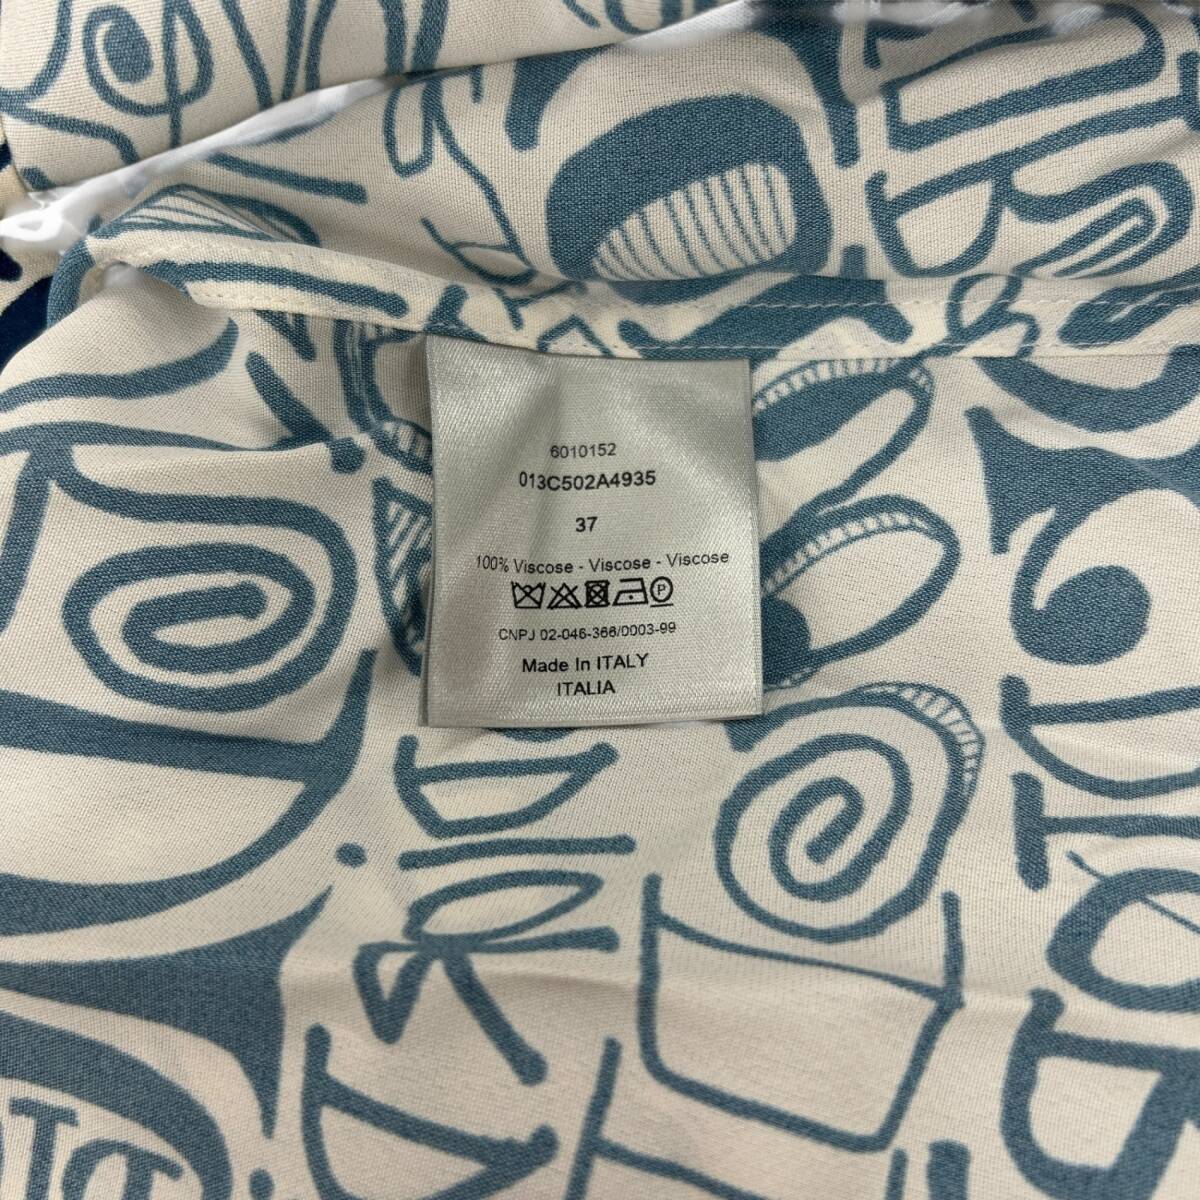 6010152
013C502A4935
37
100% Viscose - Viscose - Viscose
P
CNPJ 02-046-366/0003-99
Made In ITALY
ITALIA